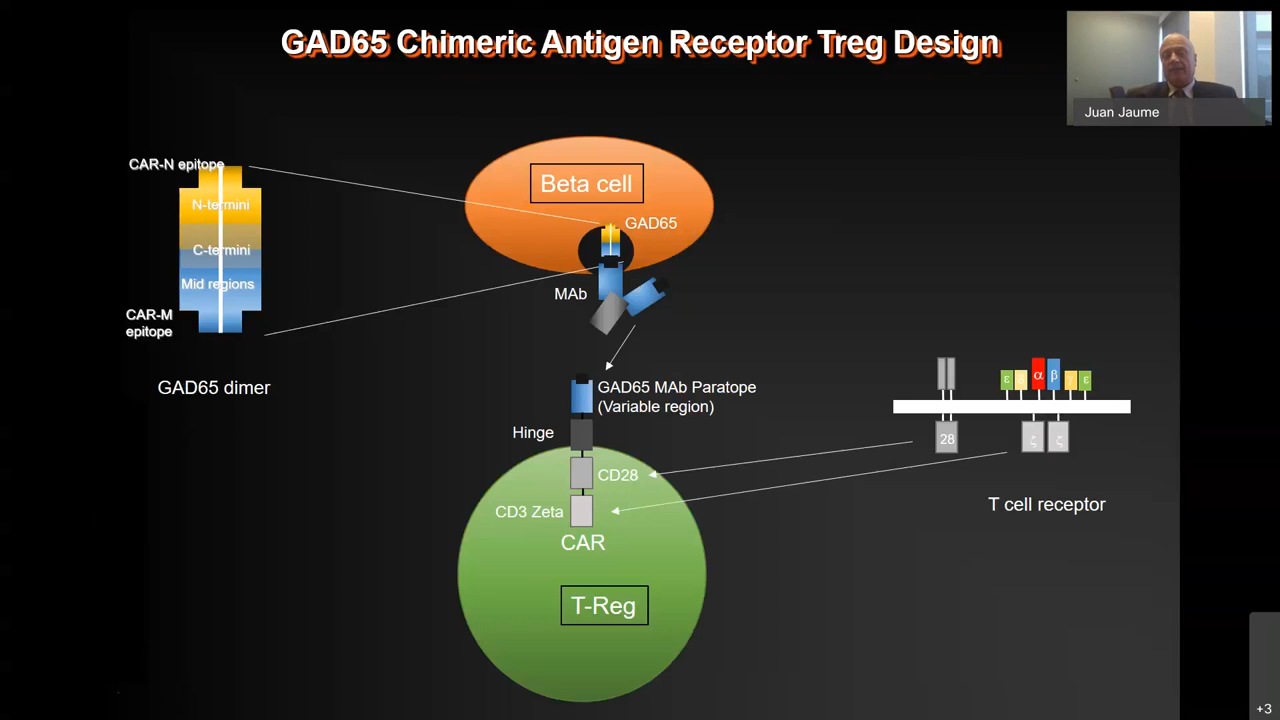 GAD65 Chimeric Antigen Receptor Treg Design
Juan Jaume
CAR-N epitope
N-termini
C-termini
Mid regions
CAR-M
epitope
GAD65 dimer
Beta cell
GAD65
MAb
GAD65 MAb Paratope
(Variable region)
Hinge
CD28
CD3 Zeta
CAR
T-Reg
ε δ α β γ ε
28
ζ ζ
T cell receptor
+3